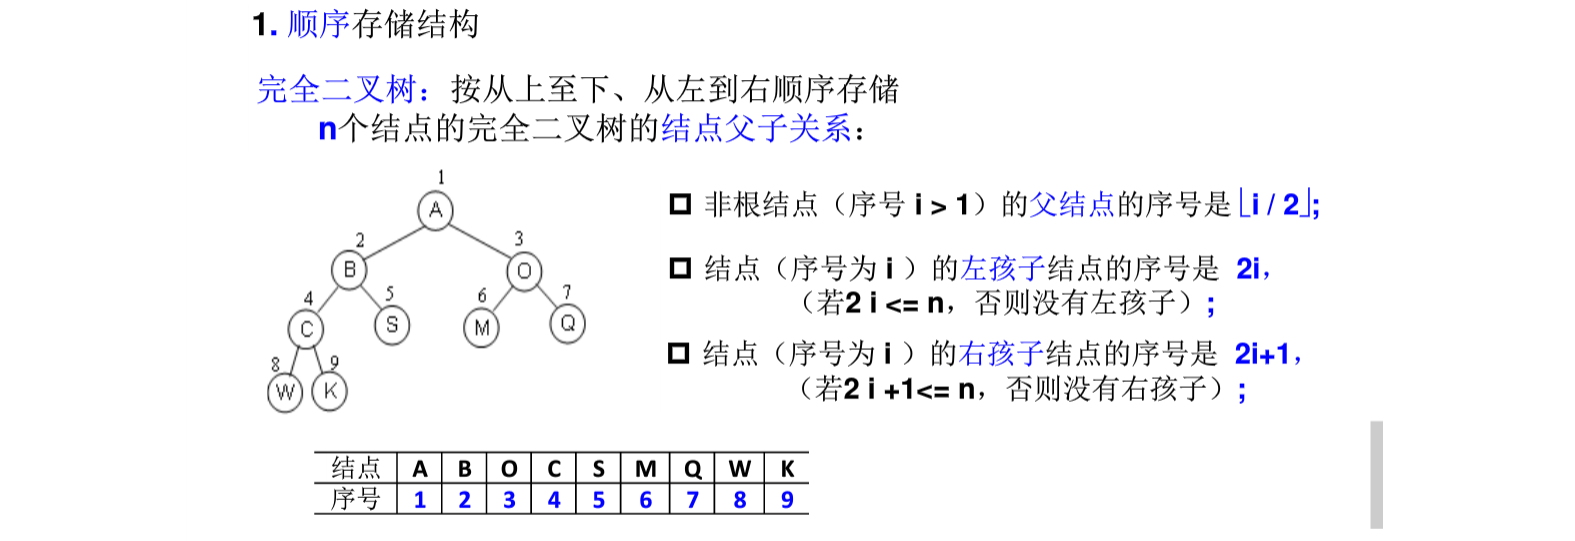 1. 顺序存储结构
完全二叉树：按从上至下、从左到右顺序存储
n个结点的完全二叉树的结点父子关系：
1
A
2
3
B
O
4
5
6
7
C
S
M
Q
8
9
W
K
非根结点（序号 i > 1）的父结点的序号是⌊i / 2⌋;
结点（序号为 i ）的左孩子结点的序号是 2i，
（若2 i <= n，否则没有左孩子）;
结点（序号为 i ）的右孩子结点的序号是 2i+1，
（若2 i +1<= n，否则没有右孩子）;
结点 A B O C S M Q W K
序号 1 2 3 4 5 6 7 8 9